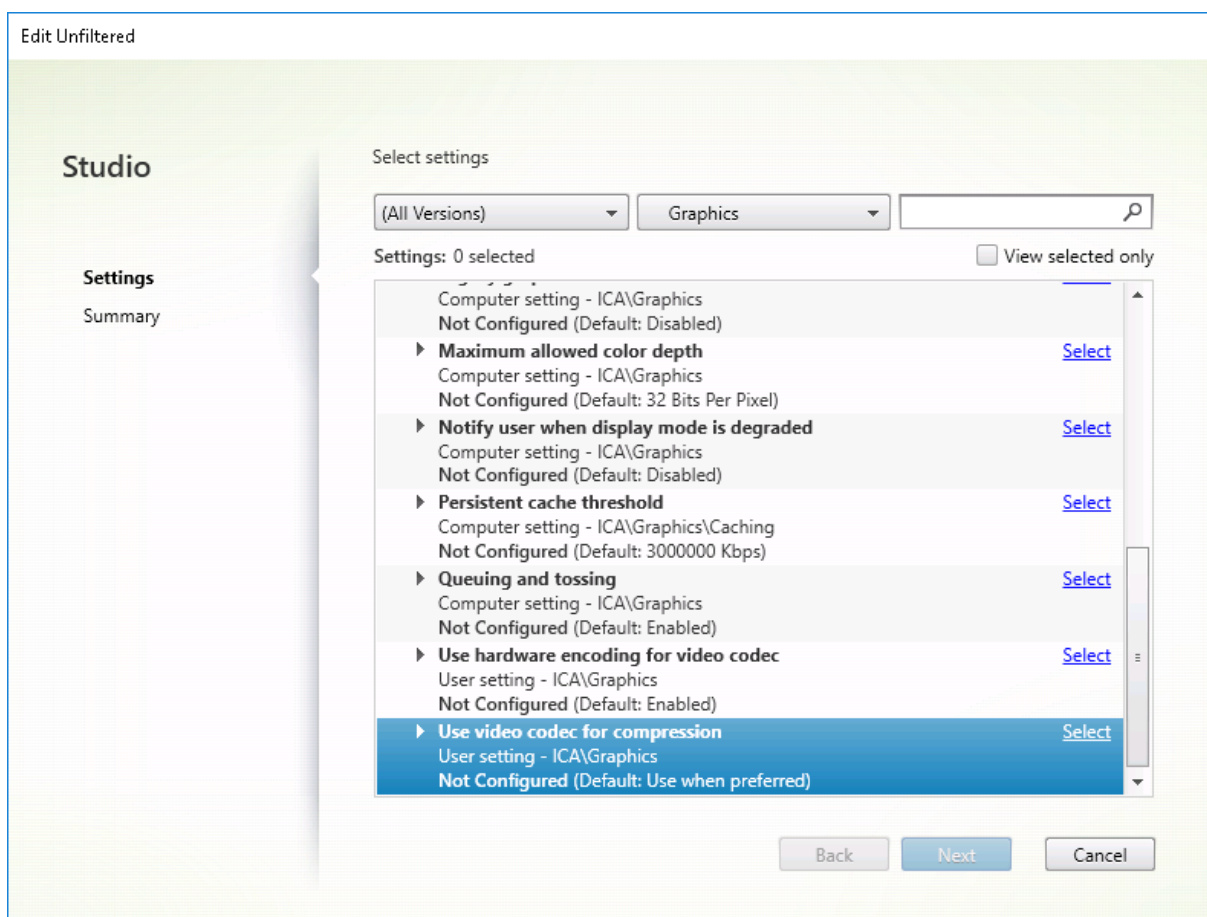 Edit Unfiltered
Studio
Settings
Summary
Select settings
(All Versions)
Graphics
Settings: 0 selected
View selected only
Computer setting - ICA\Graphics
Not Configured (Default: Disabled)
Maximum allowed color depth
Select
Computer setting - ICA\Graphics
Not Configured (Default: 32 Bits Per Pixel)
Notify user when display mode is degraded
Select
Computer setting - ICA\Graphics
Not Configured (Default: Disabled)
Persistent cache threshold
Select
Computer setting - ICA\Graphics\Caching
Not Configured (Default: 3000000 Kbps)
Queuing and tossing
Select
Computer setting - ICA\Graphics
Not Configured (Default: Enabled)
Use hardware encoding for video codec
Select
User setting - ICA\Graphics
Not Configured (Default: Enabled)
Use video codec for compression
Select
User setting - ICA\Graphics
Not Configured (Default: Use when preferred)
Back
Next
Cancel